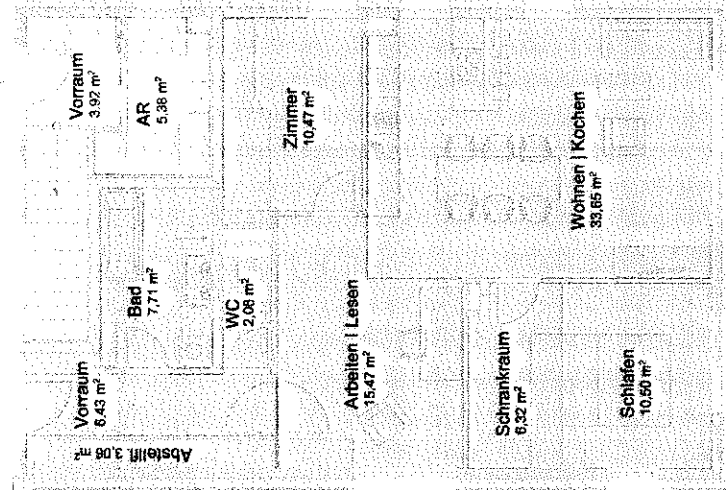 Vorraum
3.92 m²
AR
5.38 m²
Zimmer
10,47 m²
Wohnen | Kochen
33,65 m²
Bad
7,71 m²
WC
2,08 m²
Arbeiten | Lesen
15.47 m²
Vorraum
6.43 m²
Schrankraum
6,32 m²
Schlafen
10,50 m²
Abstellfl. 3,06 m²